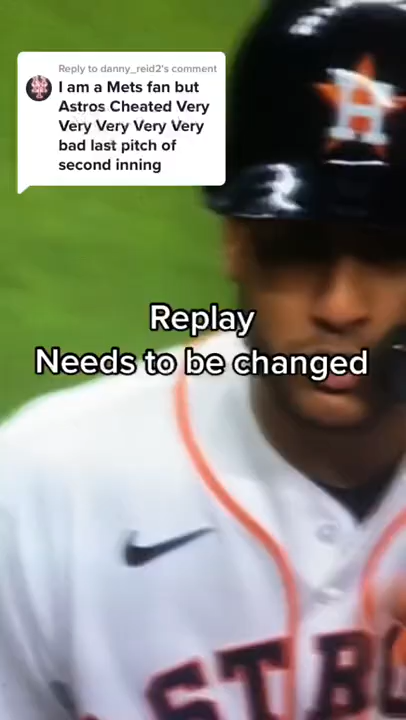 Reply to danny_reid2's comment
I am a Mets fan but
Astros Cheated Very
Very Very Very Very
bad last pitch of
second inning
H
Replay
Needs to be changed